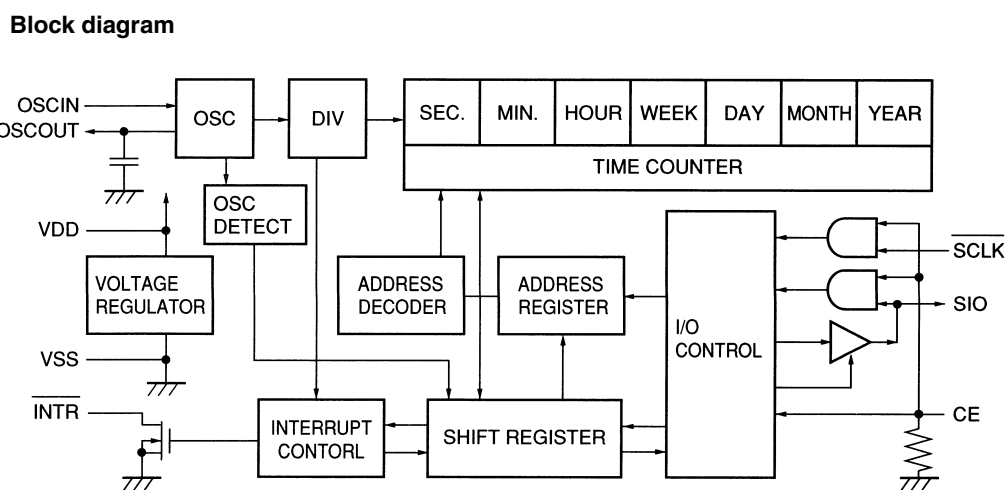 Block diagram
OSCIN
OSCOUT
OSC
DIV
SEC.
MIN.
HOUR
WEEK
DAY
MONTH
YEAR
TIME COUNTER
OSC
DETECT
VDD
VOLTAGE
REGULATOR
VSS
ADDRESS
DECODER
ADDRESS
REGISTER
I/O
CONTROL
SCLK
SIO
CE
INTR
INTERRUPT
CONTORL
SHIFT REGISTER